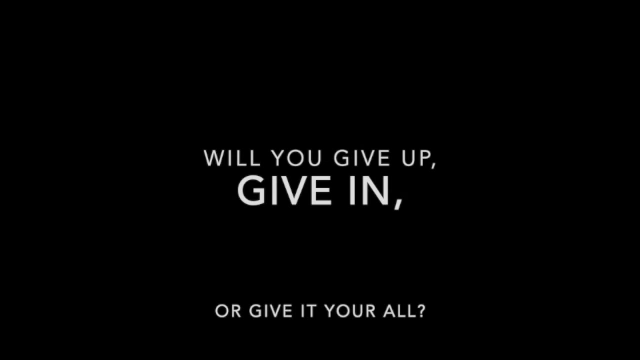 WILL YOU GIVE UP,
GIVE IN,
OR GIVE IT YOUR ALL?